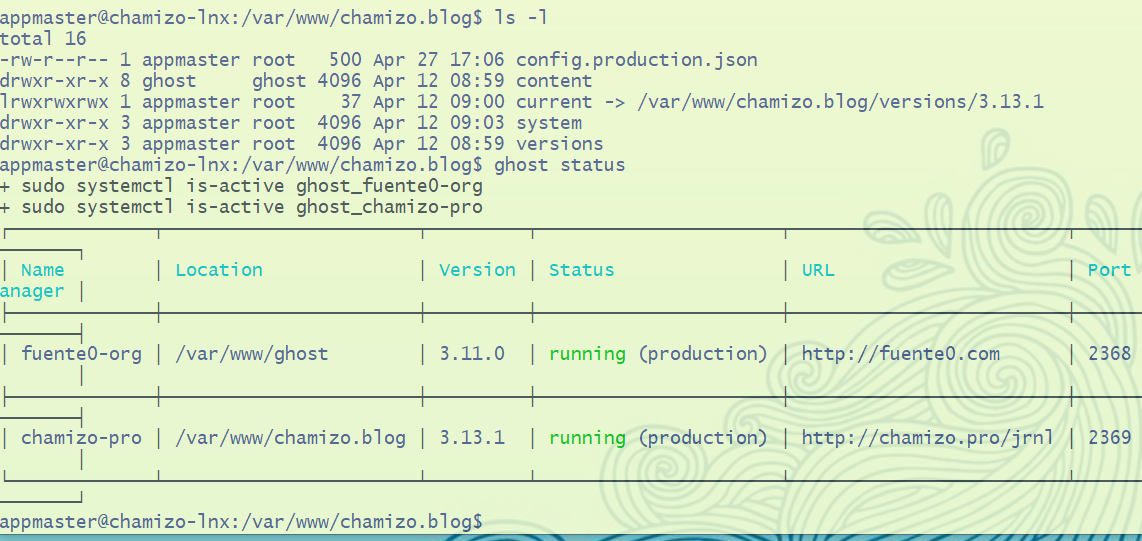 appmaster@chamizo-lnx:/var/www/chamizo.blog$ ls -l
total 16
-rw-r--r-- 1 appmaster root   500 Apr 27 17:06 config.production.json
drwxr-xr-x 8 ghost     ghost 4096 Apr 12 08:59 content
lrwxrwxrwx 1 appmaster root    37 Apr 12 09:00 current -> /var/www/chamizo.blog/versions/3.13.1
drwxr-xr-x 3 appmaster root  4096 Apr 12 09:03 system
drwxr-xr-x 3 appmaster root  4096 Apr 12 08:59 versions
appmaster@chamizo-lnx:/var/www/chamizo.blog$ ghost status
+ sudo systemctl is-active ghost_fuente0-org
+ sudo systemctl is-active ghost_chamizo-pro
│ Name        │ Location              │ Version │ Status               │ URL                     │ Port
anager │
│ fuente0-org │ /var/www/ghost        │ 3.11.0  │ running (production) │ http://fuente0.com      │ 2368
│ chamizo-pro │ /var/www/chamizo.blog │ 3.13.1  │ running (production) │ http://chamizo.pro/jrnl │ 2369
appmaster@chamizo-lnx:/var/www/chamizo.blog$